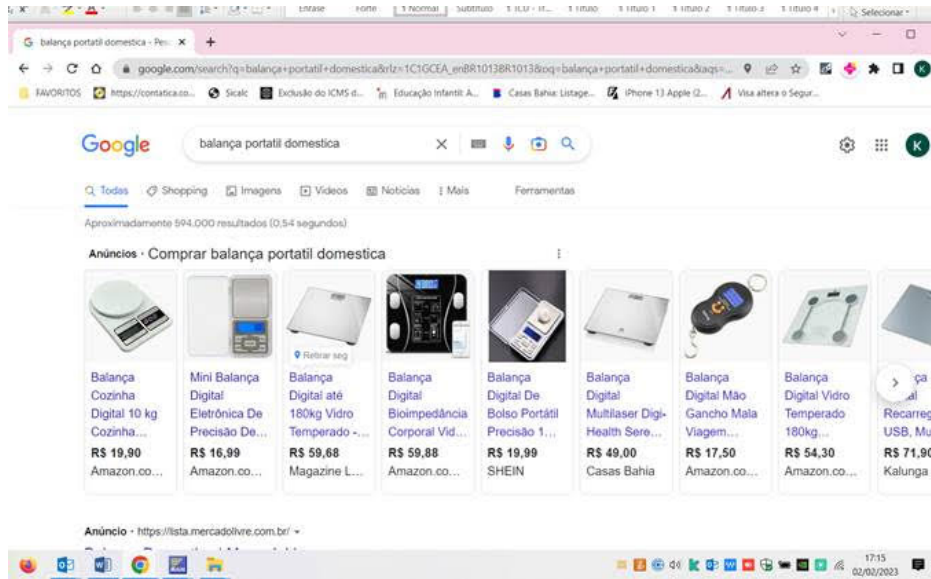 Ênfase Forte ¶ Normal Subtítulo ¶ Título 1 ¶ Título 2 ¶ Título 3 ¶ Título 4 Selecionar
balança portatil domestica - Pes
google.com/search?q=balança+portatil+domestica&rlz=1C1GCEA_enBR1013BR1013&oq=balança+portatil+domestica&aqs=...
FAVORITOS https://contatica.co... Sicalc Exclusão do ICMS d... Educação Infantil: A... Casas Bahia: Listage... iPhone 13 Apple (2... Visa altera o Segur...
Google balança portatil domestica K
Todas Shopping Imagens Vídeos Notícias Mais Ferramentas
Aproximadamente 594.000 resultados (0,54 segundos)
Anúncios · Comprar balança portatil domestica
Retirar seg
Balança Cozinha Digital 10 kg Cozinha...
R$ 19,90
Amazon.co...
Mini Balança Digital Eletrônica De Precisão De...
R$ 16,99
Amazon.co...
Balança Digital até 180kg Vidro Temperado -...
R$ 59,68
Magazine L...
Balança Digital Bioimpedância Corporal Vid...
R$ 59,88
Amazon.co...
Balança Digital De Bolso Portátil Precisão 1...
R$ 19,99
SHEIN
Balança Digital Multilaser Digi-Health Sere...
R$ 49,00
Casas Bahia
Balança Digital Mão Gancho Mala Viagem...
R$ 17,50
Amazon.co...
Balança Digital Vidro Temperado 180kg...
R$ 54,30
Amazon.co...
Recarreg
USB, Mu
R$ 71,90
Kalunga
Anúncio · https://lista.mercadolivre.com.br/
17:15
02/02/2023